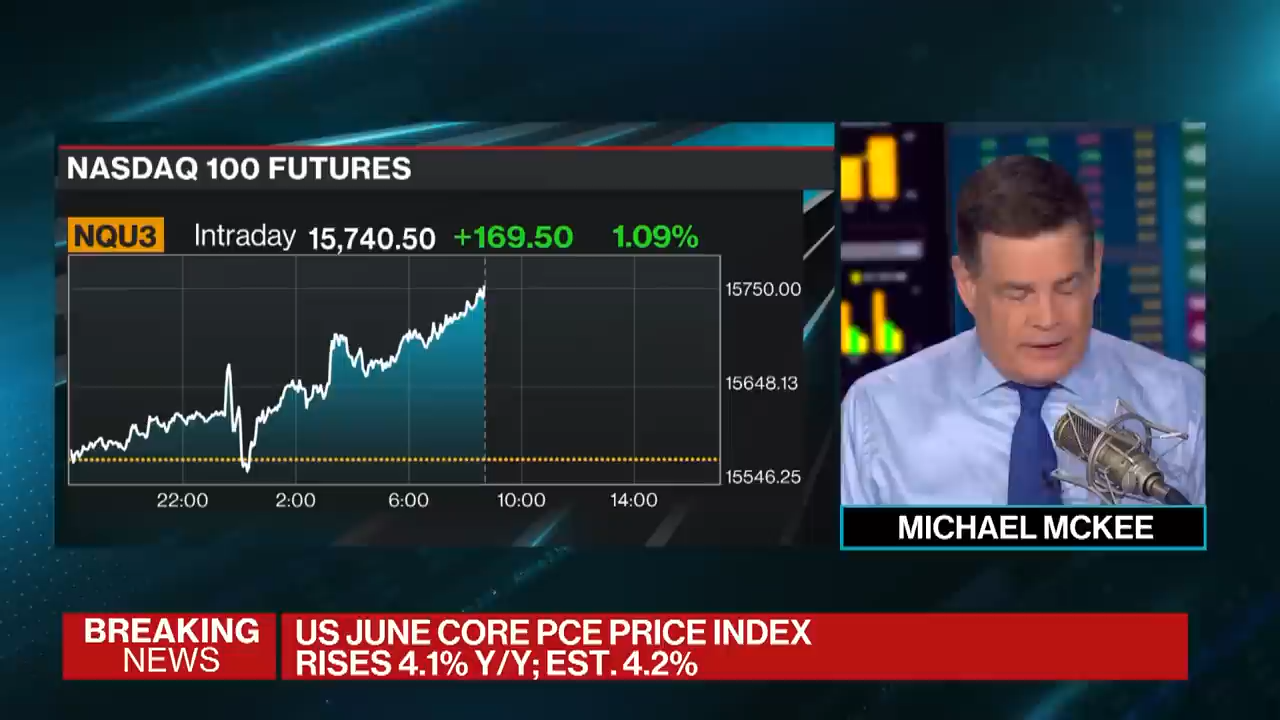 NASDAQ 100 FUTURES
NQU3 Intraday 15,740.50 +169.50 1.09%
15750.00
15648.13
15546.25
22:00 2:00 6:00 10:00 14:00
MICHAEL MCKEE
BREAKING NEWS
US JUNE CORE PCE PRICE INDEX
RISES 4.1% Y/Y; EST. 4.2%